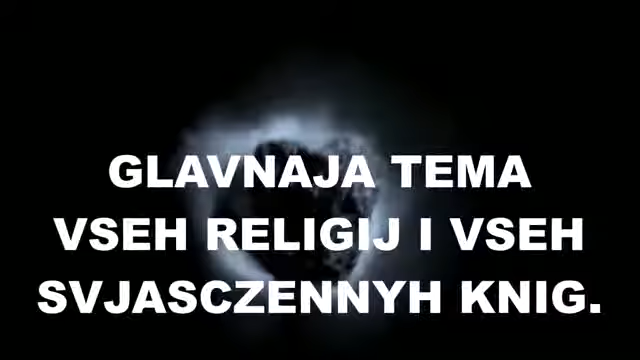 GLAVNAJA TEMA
VSEH RELIGIJ I VSEH
SVJASCZENNYH KNIG.